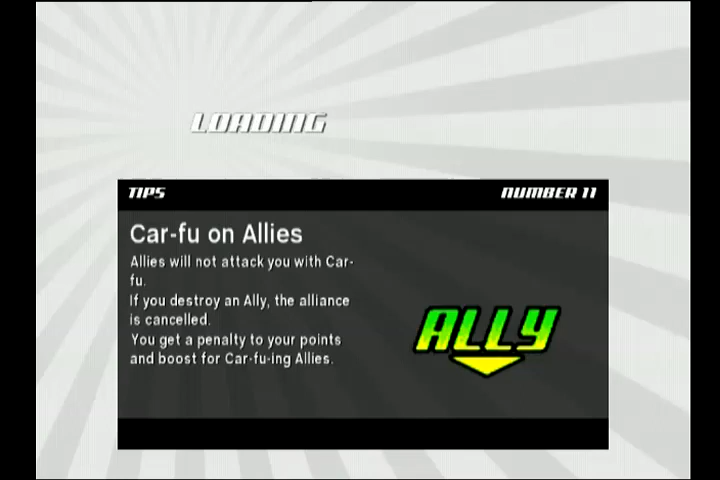 LOADING
TIPS NUMBER 11
Car-fu on Allies
Allies will not attack you with Car-
fu.
If you destroy an Ally, the alliance
is cancelled.
You get a penalty to your points
and boost for Car-fu-ing Allies.
ALLY